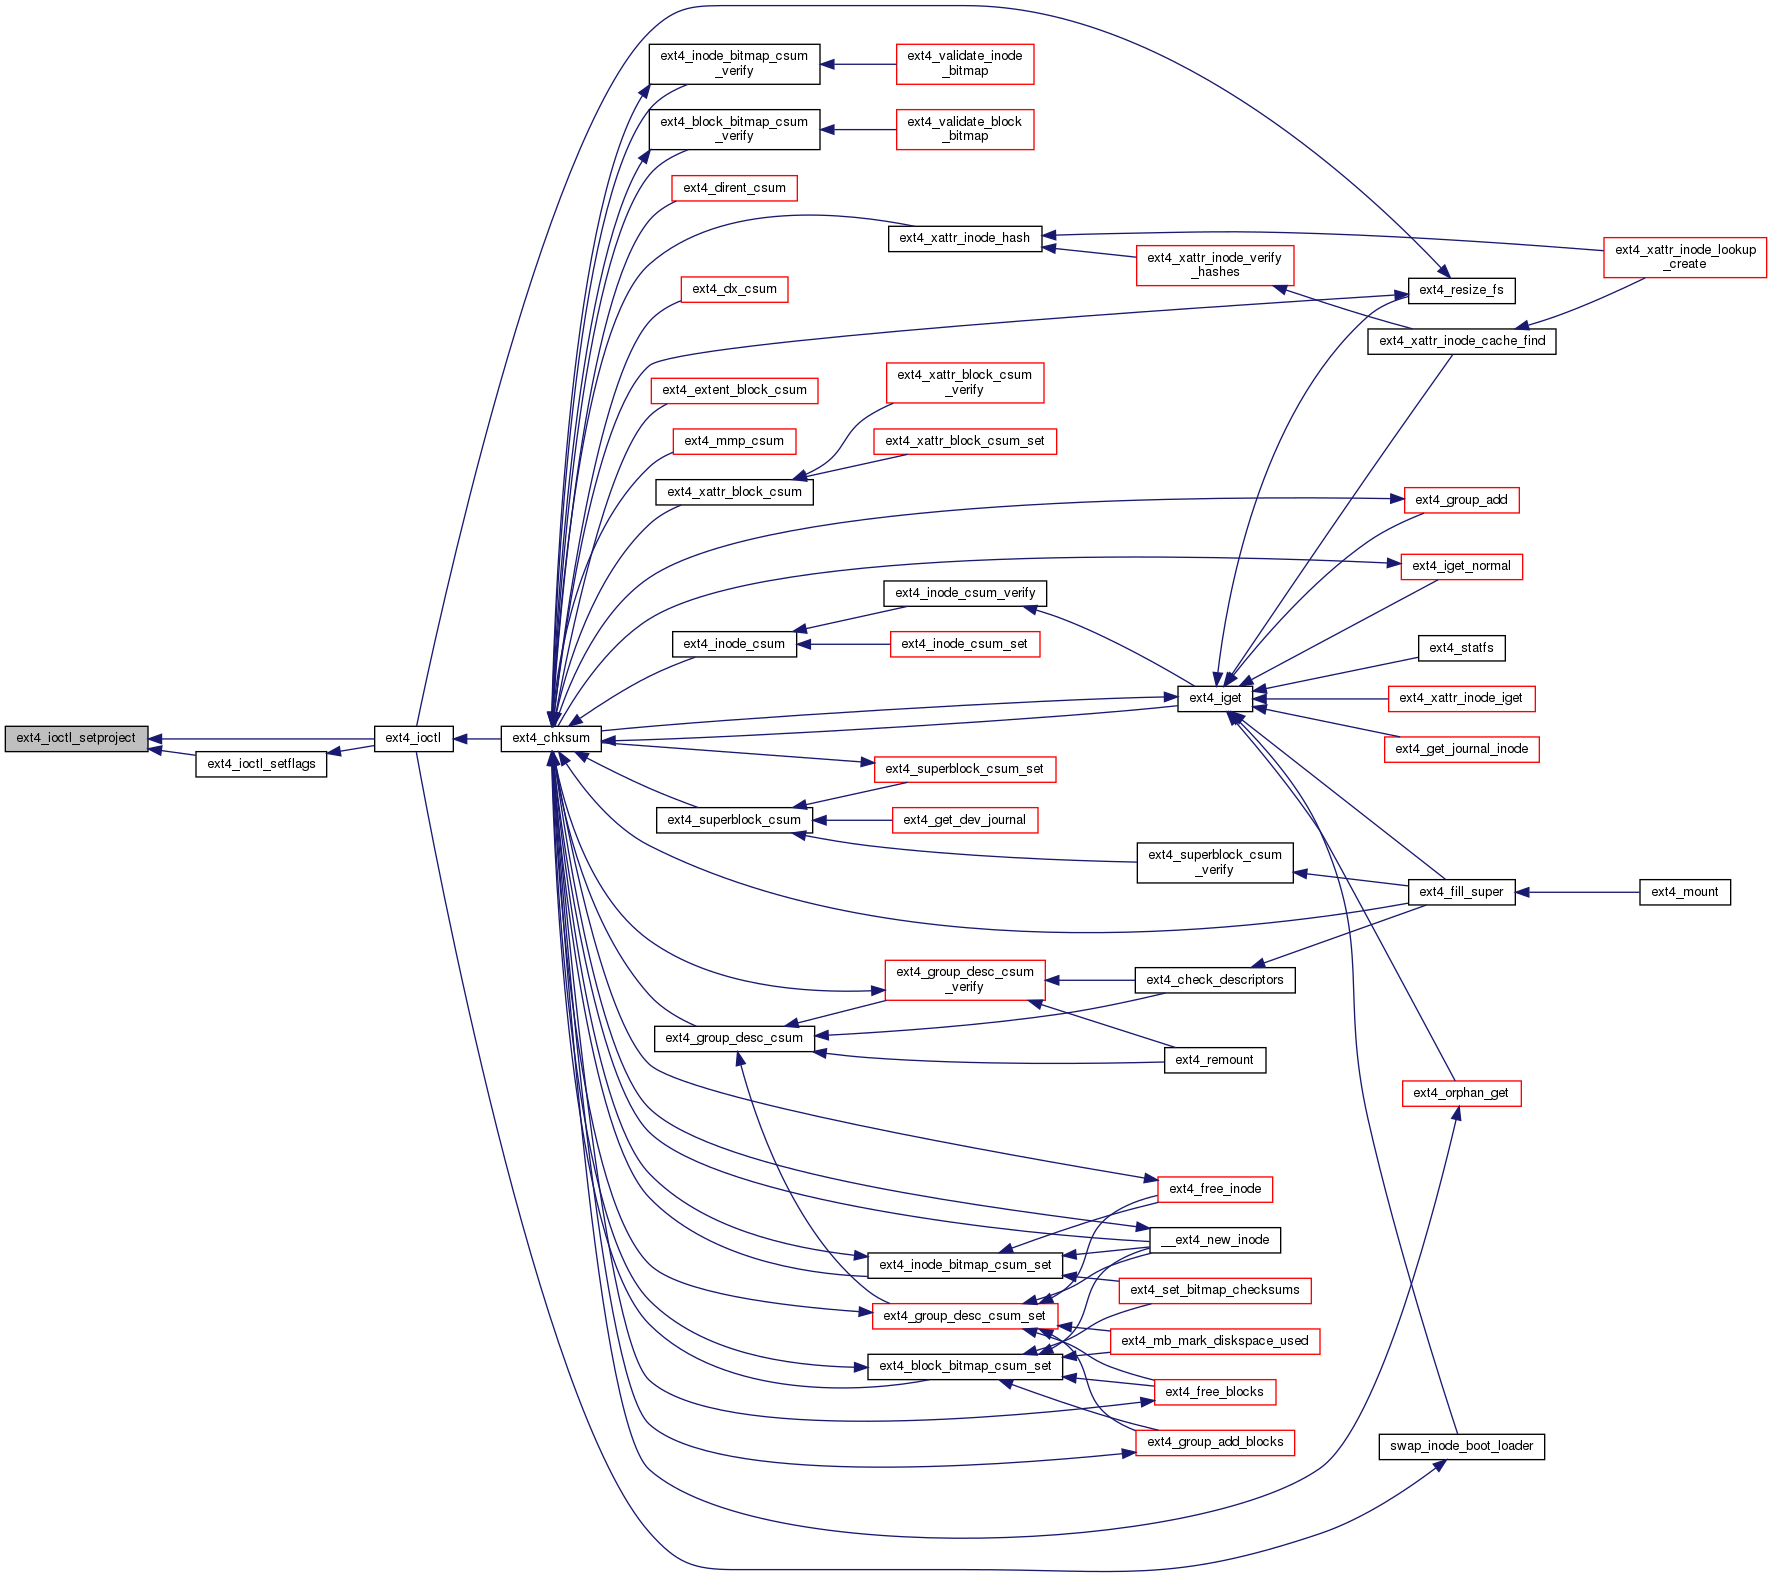 ext4_inode_bitmap_csum
_verify
ext4_validate_inode
_bitmap
ext4_block_bitmap_csum
_verify
ext4_validate_block
_bitmap
ext4_dirent_csum
ext4_xattr_inode_hash
ext4_xattr_inode_verify
_hashes
ext4_xattr_inode_lookup
_create
ext4_dx_csum
ext4_resize_fs
ext4_xattr_inode_cache_find
ext4_extent_block_csum
ext4_xattr_block_csum
_verify
ext4_mmp_csum
ext4_xattr_block_csum_set
ext4_xattr_block_csum
ext4_group_add
ext4_iget_normal
ext4_inode_csum_verify
ext4_inode_csum
ext4_inode_csum_set
ext4_statfs
ext4_iget
ext4_xattr_inode_iget
ext4_ioctl_setproject
ext4_ioctl
ext4_chksum
ext4_get_journal_inode
ext4_ioctl_setflags
ext4_superblock_csum_set
ext4_superblock_csum
ext4_get_dev_journal
ext4_superblock_csum
_verify
ext4_fill_super
ext4_mount
ext4_group_desc_csum
_verify
ext4_check_descriptors
ext4_group_desc_csum
ext4_remount
ext4_orphan_get
ext4_free_inode
__ext4_new_inode
ext4_inode_bitmap_csum_set
ext4_set_bitmap_checksums
ext4_group_desc_csum_set
ext4_mb_mark_diskspace_used
ext4_block_bitmap_csum_set
ext4_free_blocks
ext4_group_add_blocks
swap_inode_boot_loader